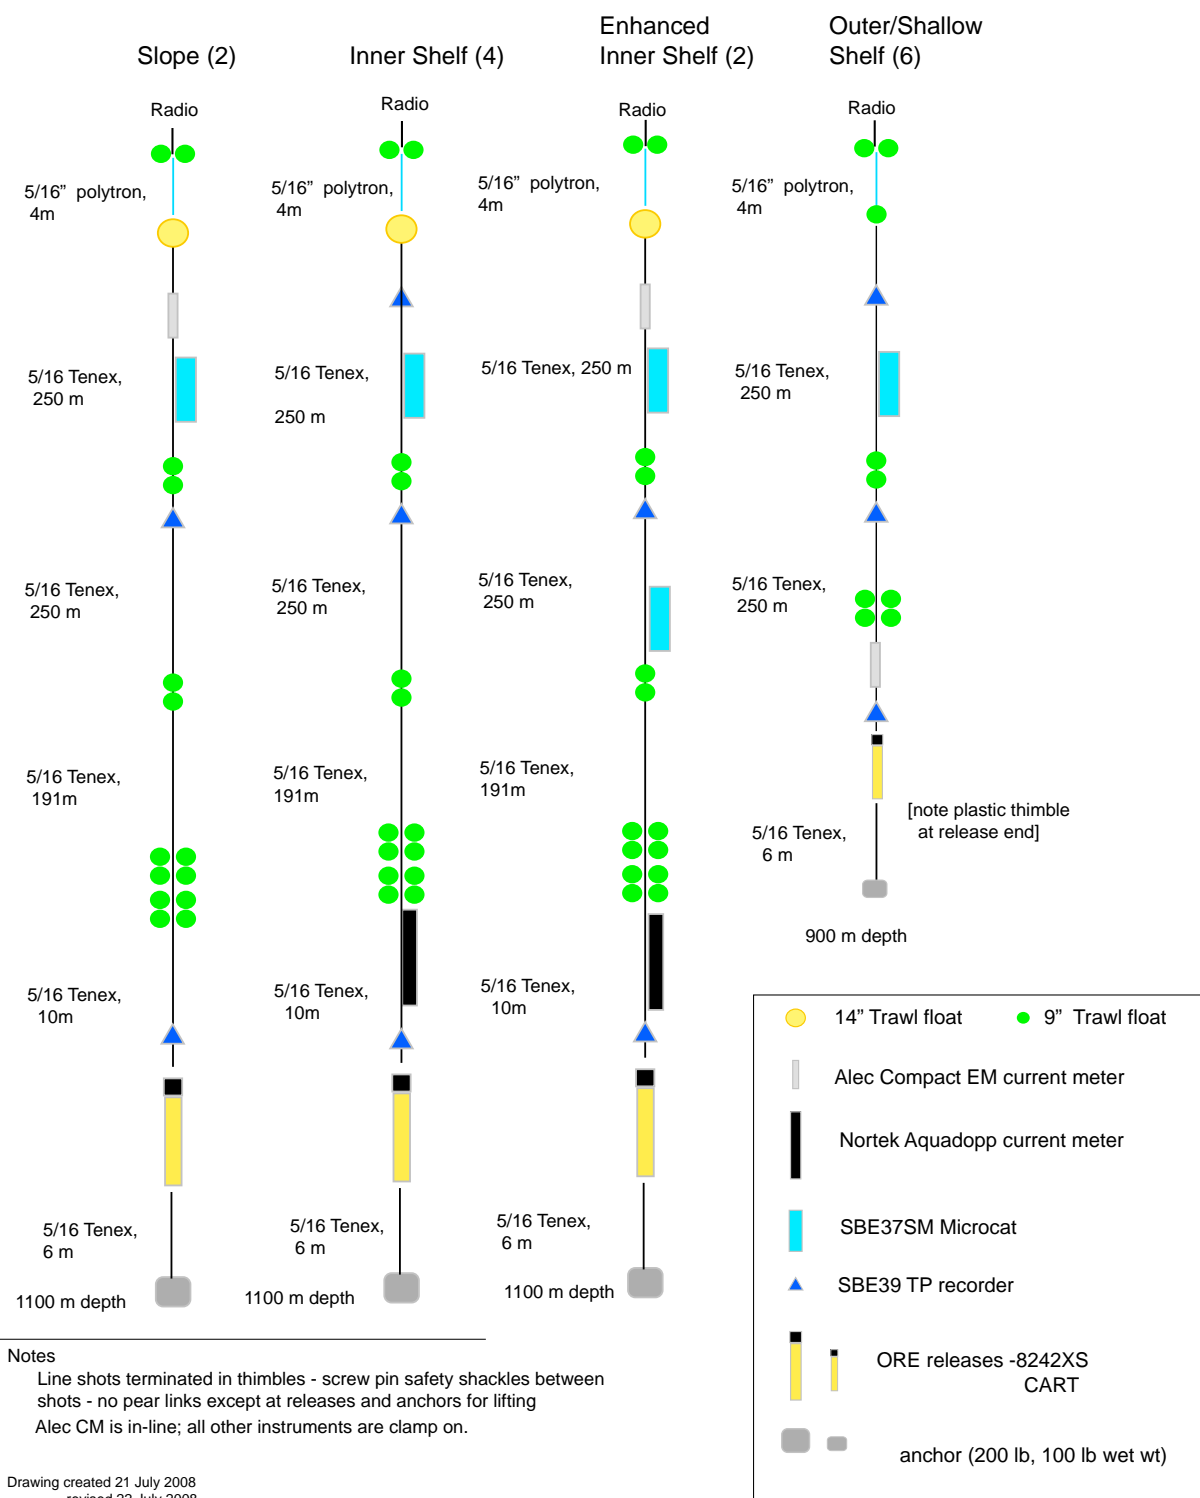 Slope (2)
Inner Shelf (4)
Enhanced
Inner Shelf (2)
Outer/Shallow
Shelf (6)
Radio
Radio
Radio
Radio
5/16” polytron,
4m
5/16” polytron,
4m
5/16” polytron,
4m
5/16” polytron,
4m
5/16 Tenex,
250 m
5/16 Tenex,
250 m
5/16 Tenex, 250 m
5/16 Tenex,
250 m
5/16 Tenex,
250 m
5/16 Tenex,
250 m
5/16 Tenex,
250 m
5/16 Tenex,
250 m
5/16 Tenex,
191m
5/16 Tenex,
191m
5/16 Tenex,
191m
5/16 Tenex,
6 m
[note plastic thimble
at release end]
900 m depth
5/16 Tenex,
10m
5/16 Tenex,
10m
5/16 Tenex,
10m
5/16 Tenex,
6 m
5/16 Tenex,
6 m
5/16 Tenex,
6 m
1100 m depth
1100 m depth
1100 m depth
14” Trawl float
9” Trawl float
Alec Compact EM current meter
Nortek Aquadopp current meter
SBE37SM Microcat
SBE39 TP recorder
ORE releases -8242XS
CART
anchor (200 lb, 100 lb wet wt)
Notes
Line shots terminated in thimbles - screw pin safety shackles between
shots - no pear links except at releases and anchors for lifting
Alec CM is in-line; all other instruments are clamp on.
Drawing created 21 July 2008
revised 22 July 2008